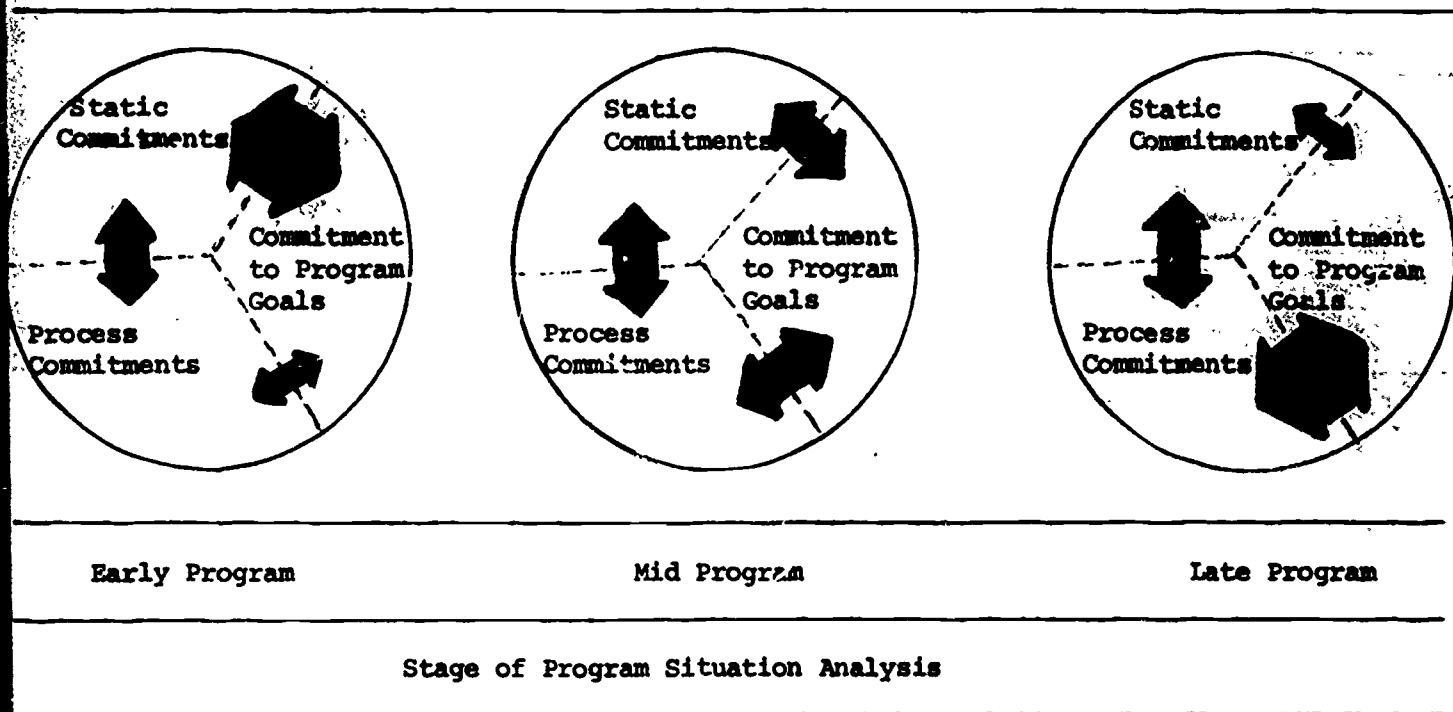 Static
Commitments
Commitment
to Program
Goals
Process
Commitments
Static
Commitments
Commitment
to Program
Goals
Process
Commitments
Static
Commitments
Commitment
to Program
Goals
Process
Commitments
Early Program
Mid Program
Late Program
Stage of Program Situation Analysis